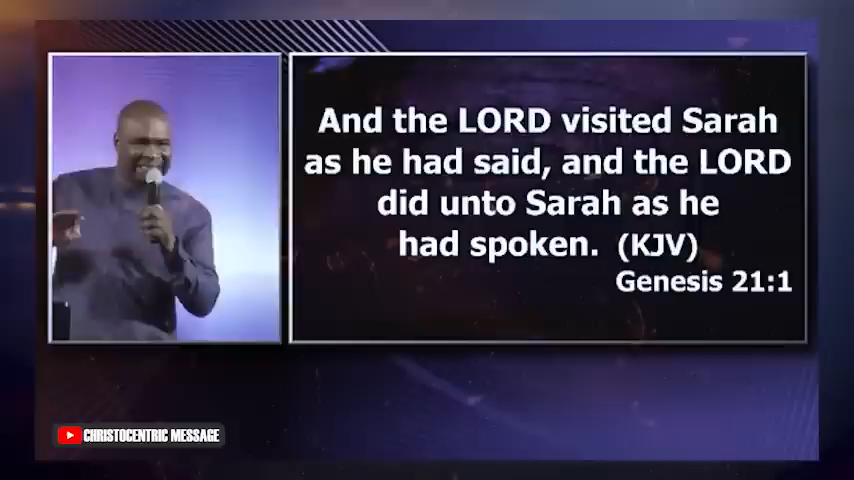 And the LORD visited Sarah
as he had said, and the LORD
did unto Sarah as he
had spoken. (KJV)
Genesis 21:1
CHRISTOCENTRIC MESSAGE